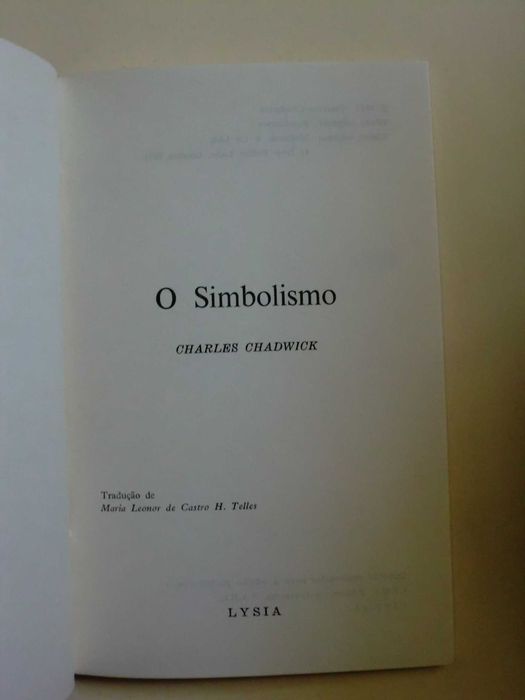 O Simbolismo
CHARLES CHADWICK
Tradução de
Maria Leonor de Castro H. Telles
LYSIA